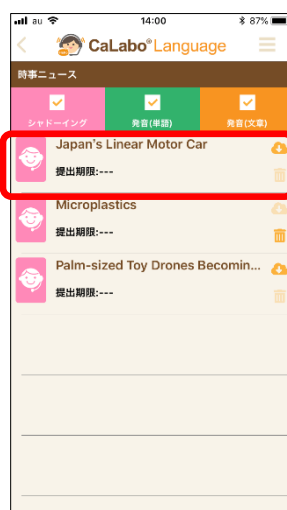 au 14:00 87%
CaLabo® Language
時事ニュース
シャドーイング 発音(単語) 発音(文章)
Japan's Linear Motor Car
提出期限:---
Microplastics
提出期限:---
Palm-sized Toy Drones Becomin...
提出期限:---